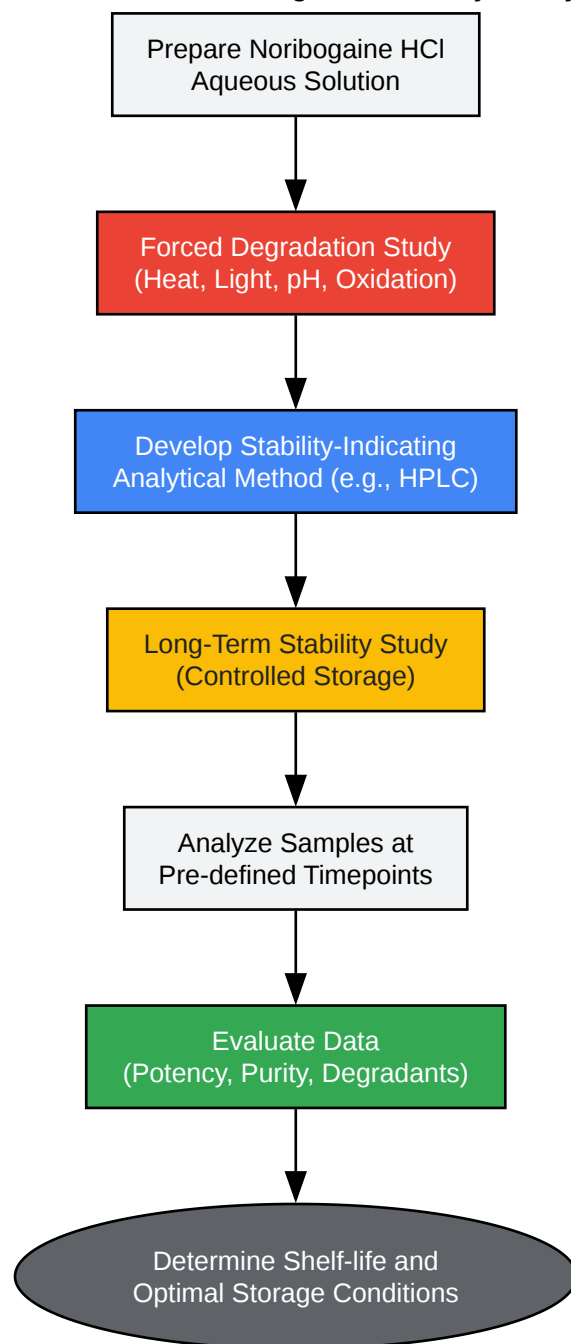 Prepare Noribogaine HCl
Aqueous Solution
Forced Degradation Study
(Heat, Light, pH, Oxidation)
Develop Stability-Indicating
Analytical Method (e.g., HPLC)
Long-Term Stability Study
(Controlled Storage)
Analyze Samples at
Pre-defined Timepoints
Evaluate Data
(Potency, Purity, Degradants)
Determine Shelf-life and
Optimal Storage Conditions